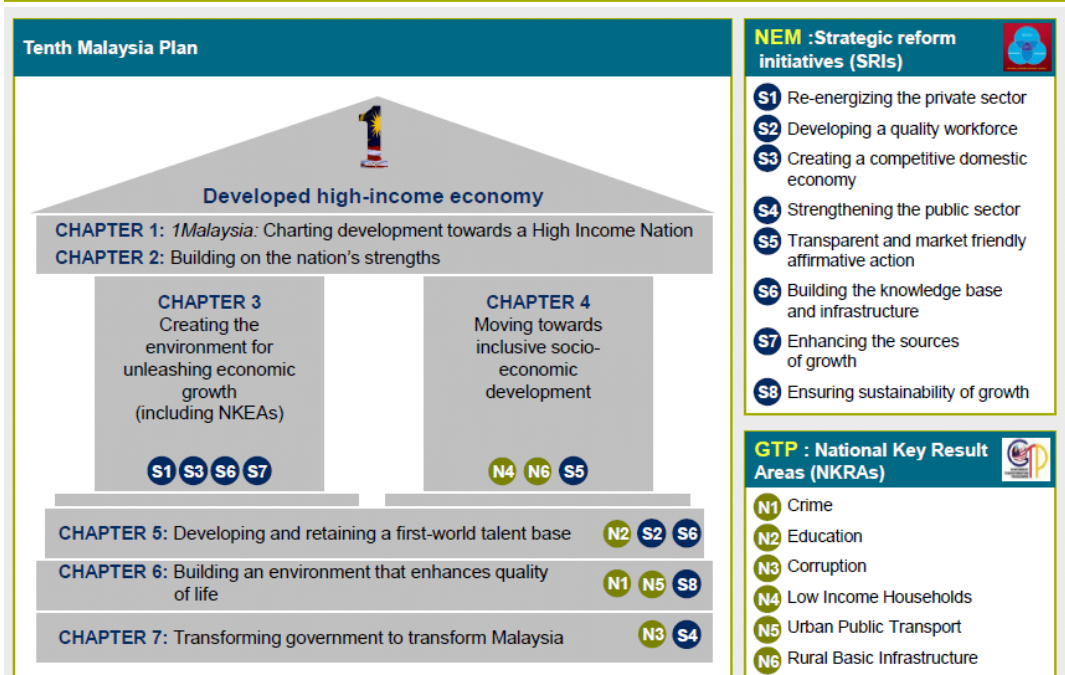 Tenth Malaysia Plan
1
Developed high-income economy
CHAPTER 1: 1Malaysia: Charting development towards a High Income Nation
CHAPTER 2: Building on the nation's strengths
CHAPTER 3
Creating the
environment for
unleashing economic
growth
(including NKEAs)
S1 S3 S6 S7
CHAPTER 4
Moving towards
inclusive socio-
economic
development
N4 N6 S5
CHAPTER 5: Developing and retaining a first-world talent base N2 S2 S6
CHAPTER 6: Building an environment that enhances quality
of life N1 N5 S8
CHAPTER 7: Transforming government to transform Malaysia N3 S4
NEM :Strategic reform
initiatives (SRIs)
S1 Re-energizing the private sector
S2 Developing a quality workforce
S3 Creating a competitive domestic
economy
S4 Strengthening the public sector
S5 Transparent and market friendly
affirmative action
S6 Building the knowledge base
and infrastructure
S7 Enhancing the sources
of growth
S8 Ensuring sustainability of growth
GTP : National Key Result
Areas (NKRAs)
GTP
N1 Crime
N2 Education
N3 Corruption
N4 Low Income Households
N5 Urban Public Transport
N6 Rural Basic Infrastructure